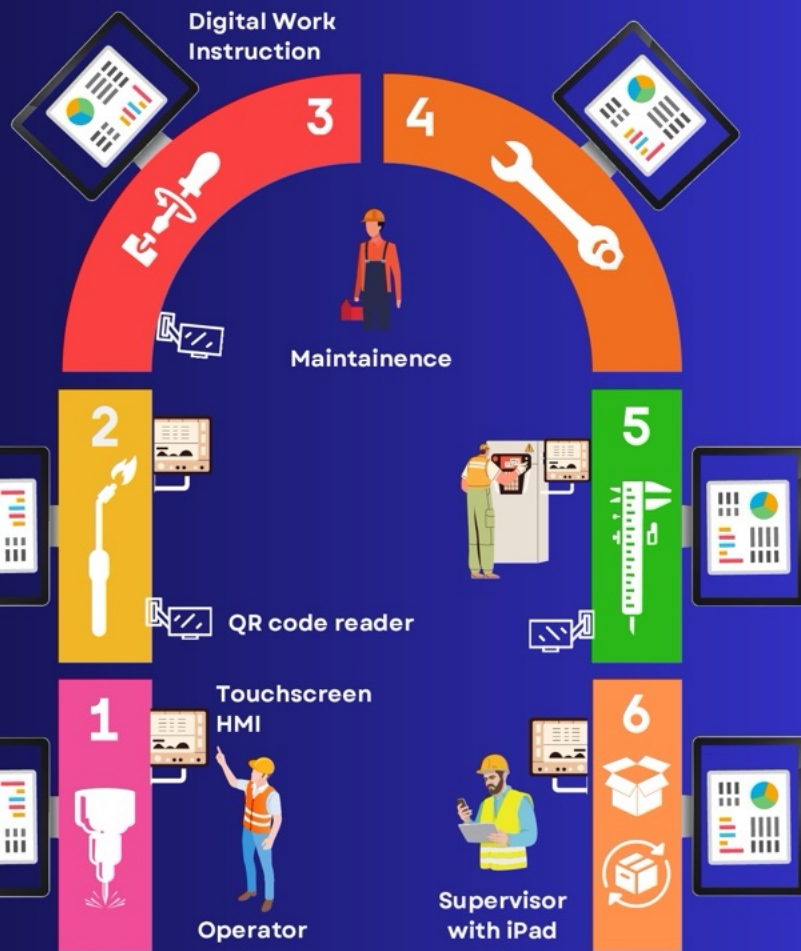 Digital Work
Instruction
3
4
Maintainence
2
5
QR code reader
Touchscreen
HMI
1
6
Operator
Supervisor
with iPad